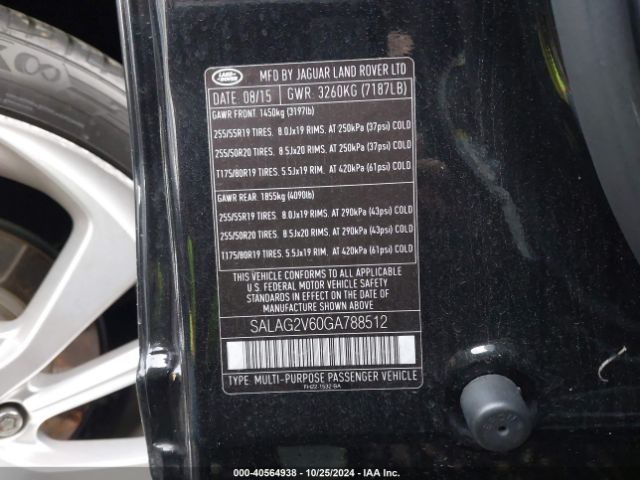 LAND ROVER
MFD BY JAGUAR LAND ROVER LTD
DATE: 08/15 GWR: 3260KG (7187LB)
GAWR FRONT: 1450kg (3197lb)
255/55R19 TIRES. 8.0Jx19 RIMS, AT 250kPa (37psi) COLD
255/50R20 TIRES. 8.5Jx20 RIMS, AT 250kPa (37psi) COLD
T175/80R19 TIRES. 5.5Jx19 RIM, AT 420kPa (61psi) COLD
GAWR REAR: 1855kg (4090lb)
255/55R19 TIRES. 8.0Jx19 RIMS, AT 290kPa (43psi) COLD
255/50R20 TIRES. 8.5Jx20 RIMS, AT 290kPa (43psi) COLD
T175/80R19 TIRES. 5.5Jx19 RIM, AT 420kPa (61psi) COLD
THIS VEHICLE CONFORMS TO ALL APPLICABLE
U.S. FEDERAL MOTOR VEHICLE SAFETY
STANDARDS IN EFFECT ON THE DATE OF
MANUFACTURE SHOWN ABOVE.
SALAG2V60GA788512
TYPE: MULTI-PURPOSE PASSENGER VEHICLE
000-40564938 - 10/25/2024 - IAA Inc.